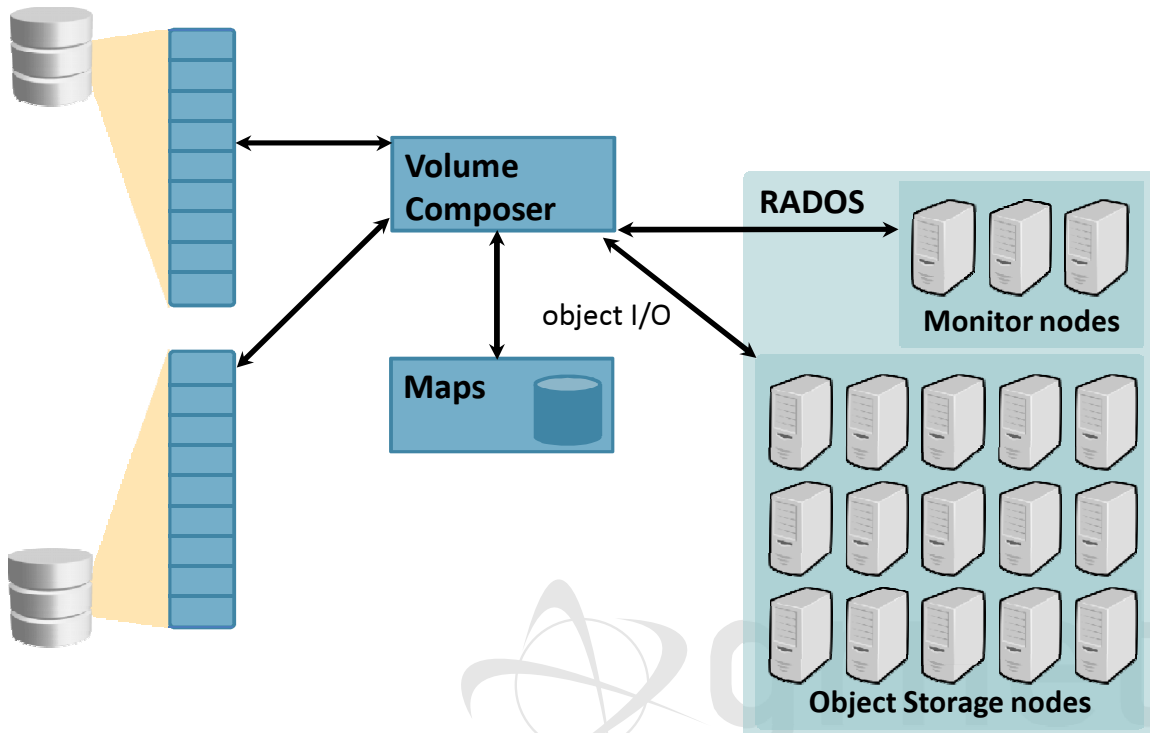 Volume
Composer
RADOS
Monitor nodes
object I/O
Maps
Object Storage nodes